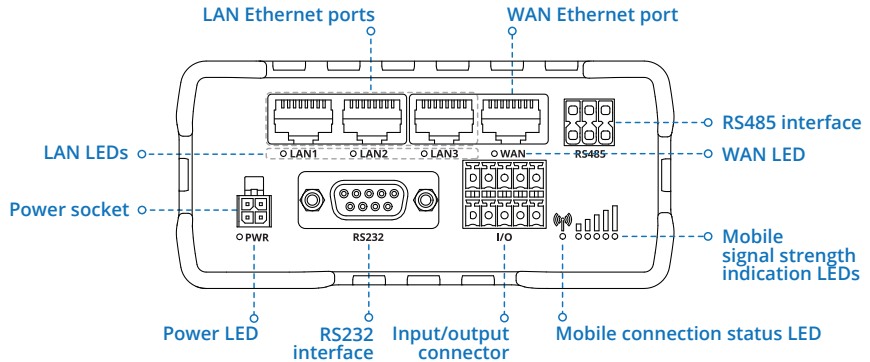 LAN Ethernet ports
WAN Ethernet port
RS485 interface
LAN1
LAN2
LAN3
WAN
RS485
LAN LEDs
WAN LED
Power socket
PWR
RS232
I/O
Mobile
signal strength
indication LEDs
Power LED
RS232
interface
Input/output
connector
Mobile connection status LED